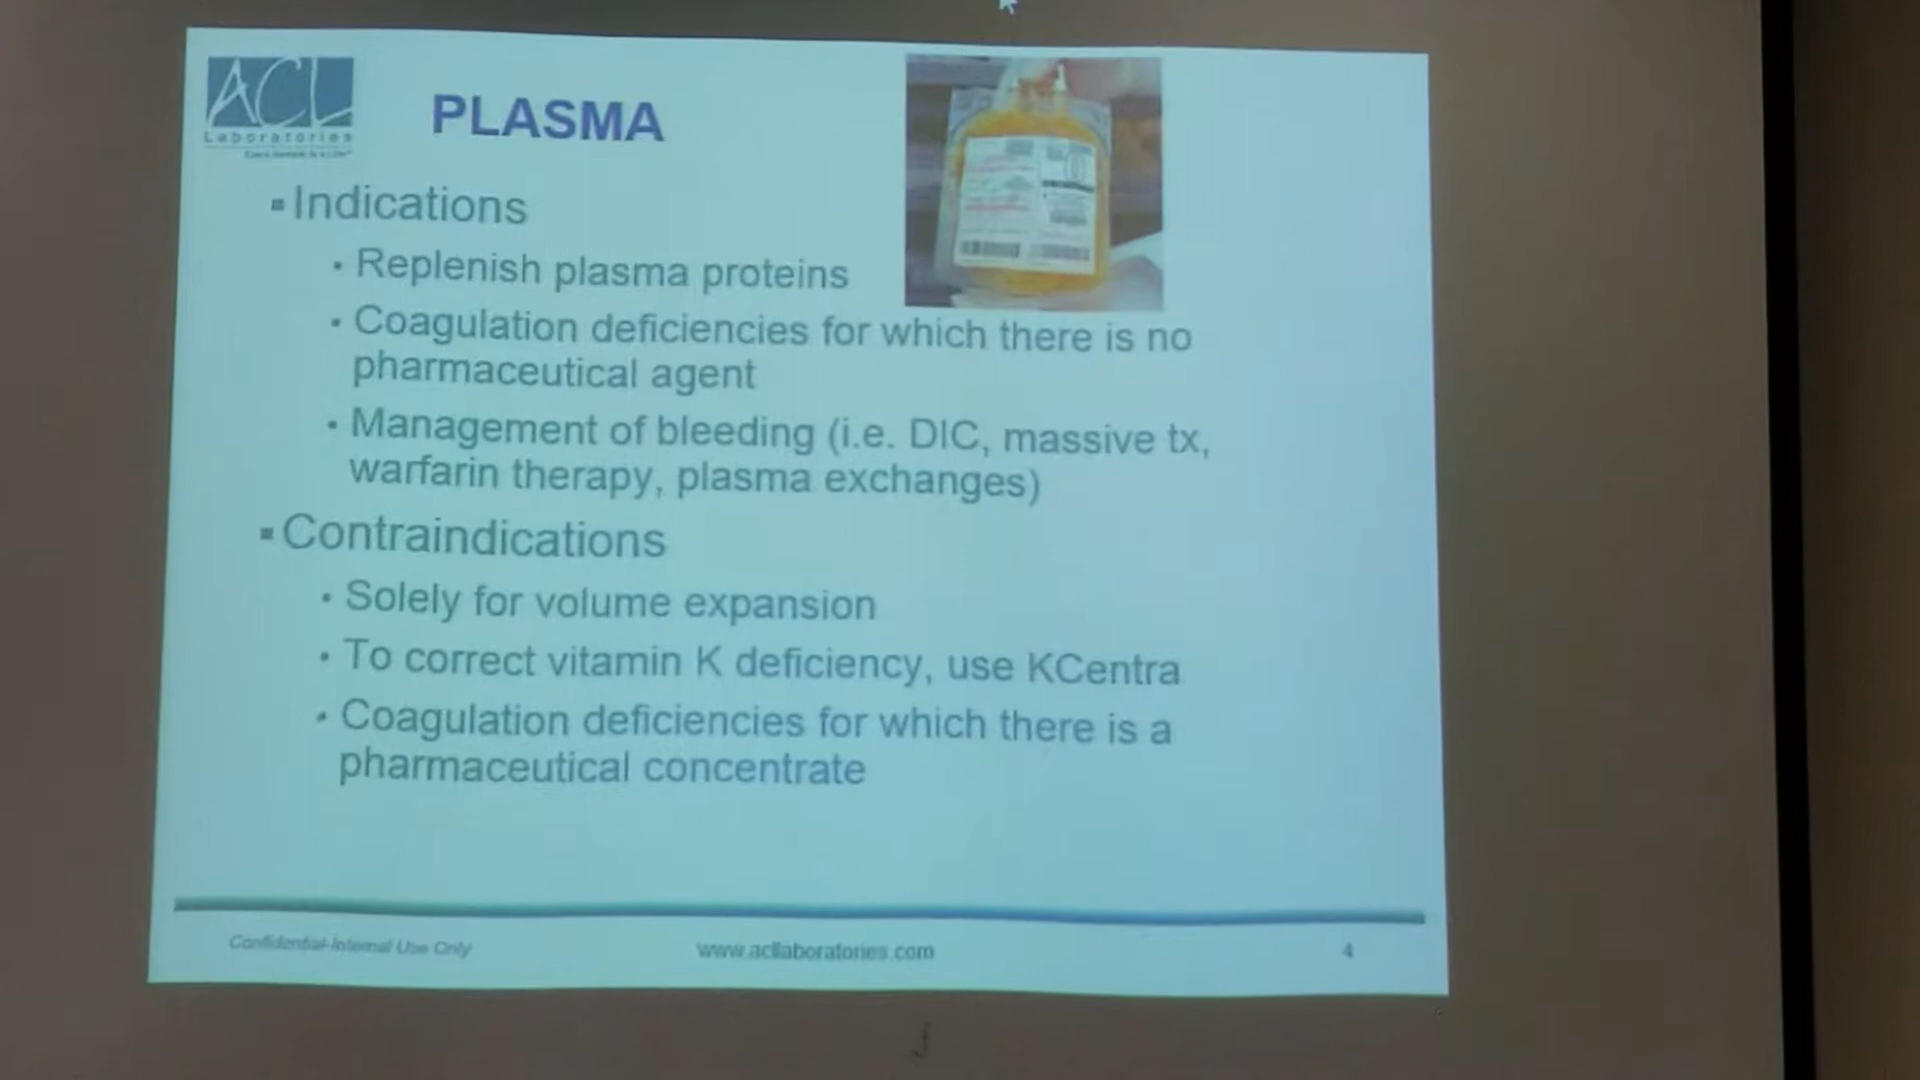 ACL
Laboratories
PLASMA
▪ Indications
• Replenish plasma proteins
• Coagulation deficiencies for which there is no
pharmaceutical agent
• Management of bleeding (i.e. DIC, massive tx,
warfarin therapy, plasma exchanges)
▪ Contraindications
• Solely for volume expansion
• To correct vitamin K deficiency, use KCentra
• Coagulation deficiencies for which there is a
pharmaceutical concentrate
Confidential-Internal Use Only
www.acllaboratories.com
4